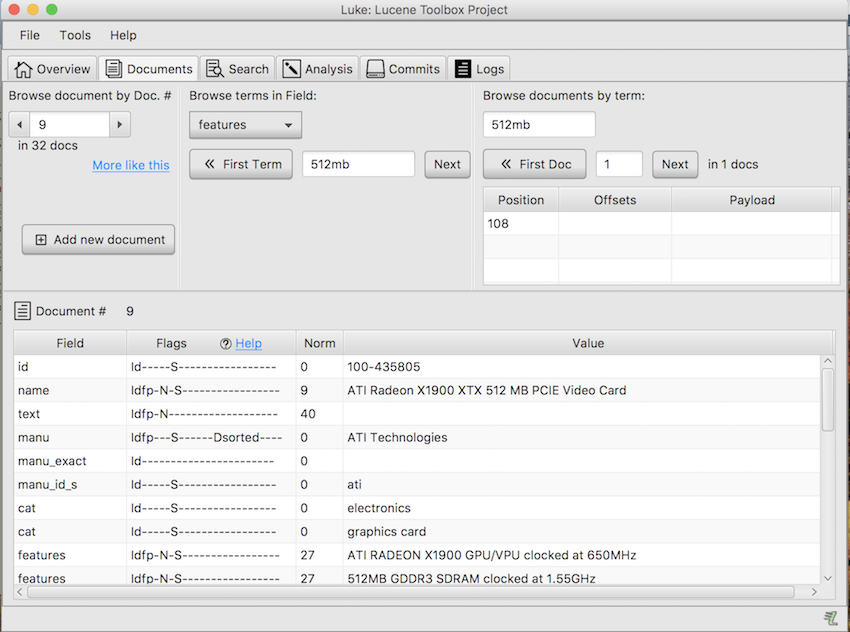 Luke: Lucene Toolbox Project
File Tools Help
Overview Documents Search Analysis Commits Logs
Browse document by Doc. # Browse terms in Field: Browse documents by term:
9 features 512mb
in 32 docs
More like this First Term 512mb Next First Doc 1 Next in 1 docs
Position Offsets Payload
108
Add new document
Document # 9
Field Flags Help Norm Value
id Id-----S----------------- 0 100-435805
name Idfp-N-S----------------- 9 ATI Radeon X1900 XTX 512 MB PCIE Video Card
text Idfp-N------------------- 40
manu Idfp---S------Dsorted---- 0 ATI Technologies
manu_exact Id----------------------- 0
manu_id_s Id-----S----------------- 0 ati
cat Id-----S----------------- 0 electronics
cat Id-----S----------------- 0 graphics card
features Idfp-N-S----------------- 27 ATI RADEON X1900 GPU/VPU clocked at 650MHz
features Idfp-N-S----------------- 27 512MB GDDR3 SDRAM clocked at 1.55GHz